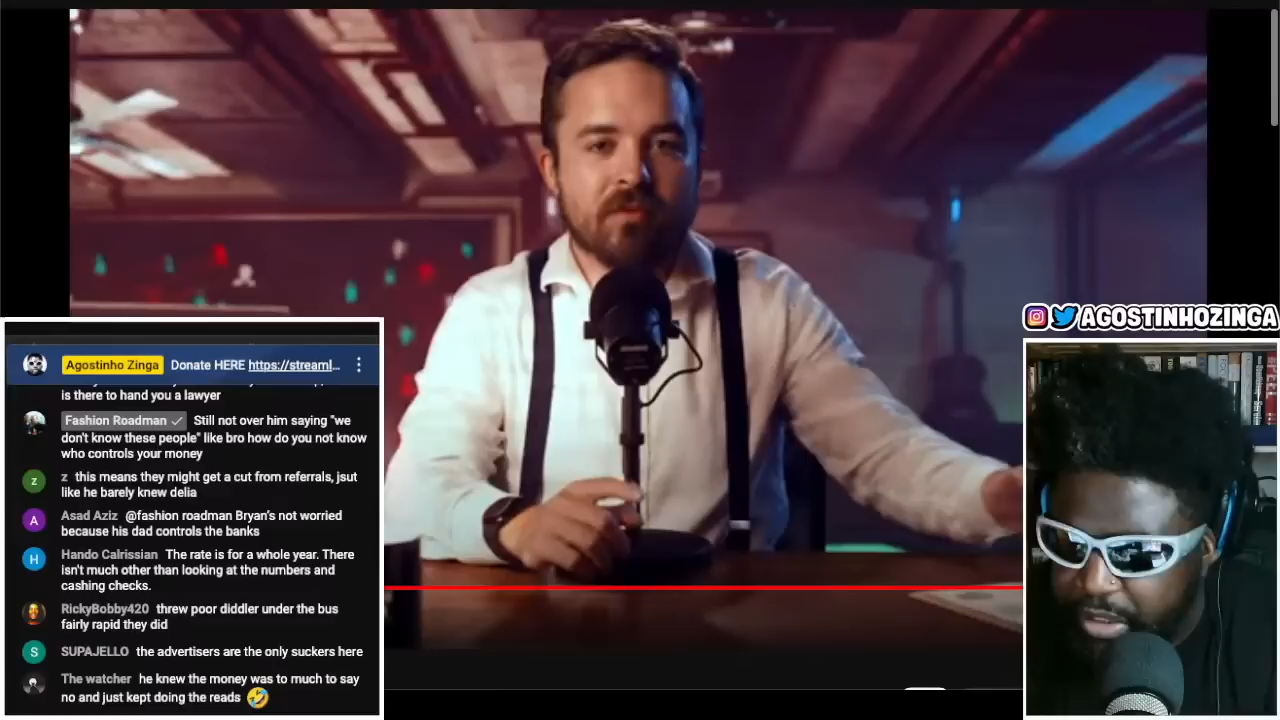 AGOSTINHOZINGA
Agostinho Zinga Donate HERE https://streaml...
is there to hand you a lawyer
Fashion Roadman Still not over him saying "we
don't know these people" like bro how do you not know
who controls your money
z this means they might get a cut from referrals, jsut
like he barely knew delia
Asad Aziz @fashion roadman Bryan's not worried
because his dad controls the banks
Hando Calrissian The rate is for a whole year. There
isn't much other than looking at the numbers and
cashing checks.
RickyBobby420 threw poor diddler under the bus
fairly rapid they did
SUPAJELLO the advertisers are the only suckers here
The watcher he knew the money was to much to say
no and just kept doing the reads 🤣